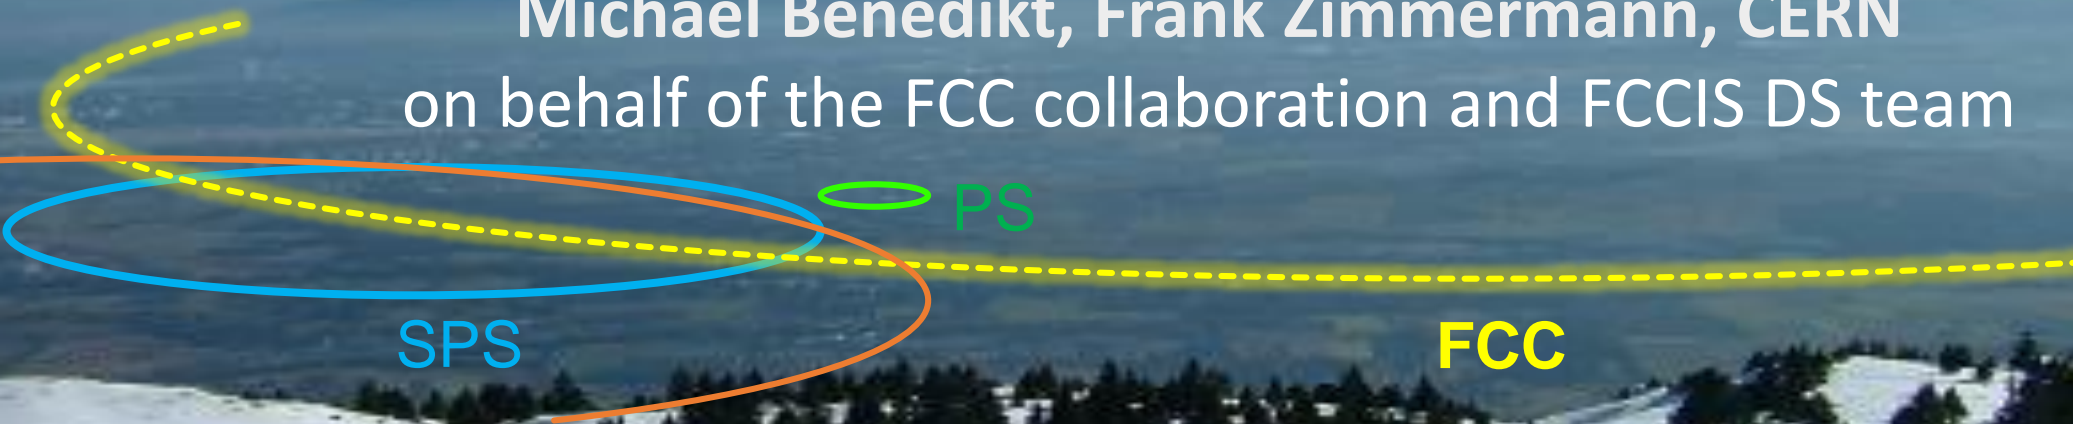 Michael Benedikt, Frank Zimmermann, CERN
on behalf of the FCC collaboration and FCCIS DS team
PS
SPS
FCC